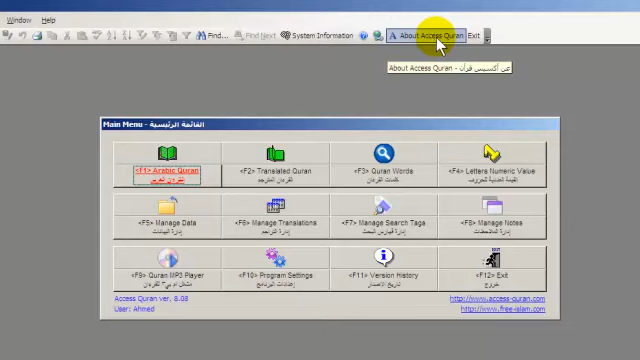 Window Help
Find... Find Next System Information About Access Quran Exit
About Access Quran - عن أكسيس قرآن
Main Menu - القائمة الرئيسية
<F1> Arabic Quran
القرءان العربي
<F2> Translated Quran
القرءان المترجم
<F3> Quran Words
كلمات القرءان
<F4> Letters Numeric Value
القيمة العددية للحروف
<F5> Manage Data
إدارة البيانات
<F6> Manage Translations
إدارة التراجم
<F7> Manage Search Tags
إدارة فهارس البحث
<F8> Manage Notes
إدارة الملاحظات
<F9> Quran MP3 Player
<F10> Program Settings
إعدادات البرنامج
<F11> Version History
تاريخ الإصدار
<F12> Exit
خروج
Access Quran ver. 8.03
http://www.access-quran.com
User: Ahmed
http://www.free-islam.com